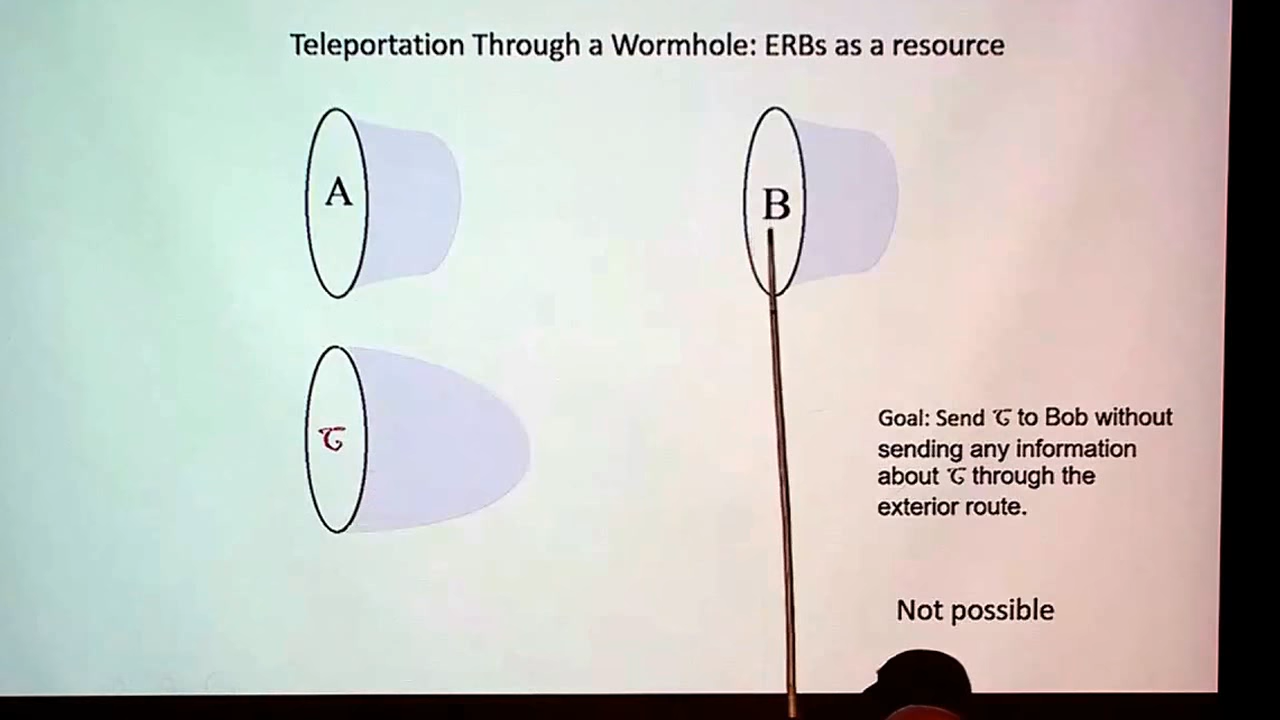 Teleportation Through a Wormhole: ERBs as a resource
A
B
τ
Goal: Send τ to Bob without
sending any information
about τ through the
exterior route.
Not possible